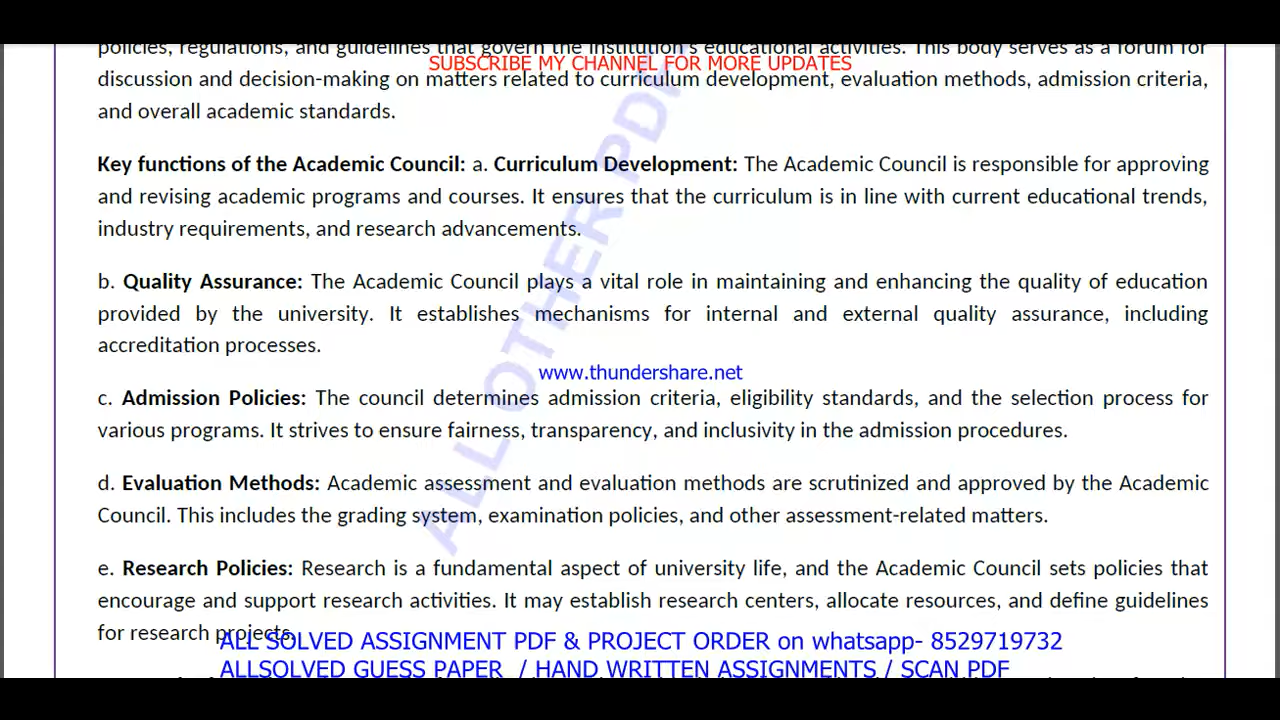 policies, regulations, and guidelines that govern the institution's educational activities. This body serves as a forum for
SUBSCRIBE MY CHANNEL FOR MORE UPDATES
discussion and decision-making on matters related to curriculum development, evaluation methods, admission criteria,
and overall academic standards.
Key functions of the Academic Council: a. Curriculum Development: The Academic Council is responsible for approving
and revising academic programs and courses. It ensures that the curriculum is in line with current educational trends,
industry requirements, and research advancements.
b. Quality Assurance: The Academic Council plays a vital role in maintaining and enhancing the quality of education
provided by the university. It establishes mechanisms for internal and external quality assurance, including
accreditation processes.
www.thundershare.net
c. Admission Policies: The council determines admission criteria, eligibility standards, and the selection process for
various programs. It strives to ensure fairness, transparency, and inclusivity in the admission procedures.
d. Evaluation Methods: Academic assessment and evaluation methods are scrutinized and approved by the Academic
Council. This includes the grading system, examination policies, and other assessment-related matters.
e. Research Policies: Research is a fundamental aspect of university life, and the Academic Council sets policies that
encourage and support research activities. It may establish research centers, allocate resources, and define guidelines
for research projects.
ALL SOLVED ASSIGNMENT PDF & PROJECT ORDER on whatsapp- 8529719732
ALLSOLVED GUESS PAPER / HAND WRITTEN ASSIGNMENTS / SCAN PDF
ALL OTHER PDF